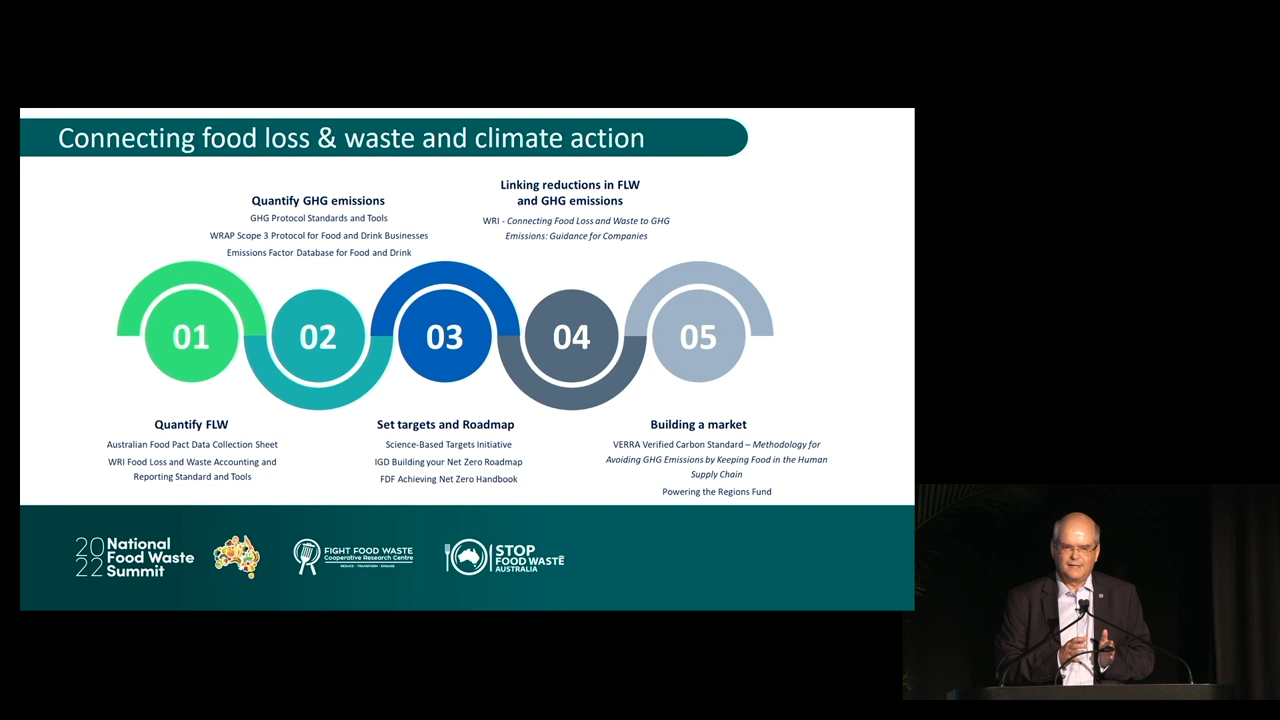 Connecting food loss & waste and climate action
Quantify GHG emissions
GHG Protocol Standards and Tools
WRAP Scope 3 Protocol for Food and Drink Businesses
Emissions Factor Database for Food and Drink
Linking reductions in FLW
and GHG emissions
WRI - Connecting Food Loss and Waste to GHG
Emissions: Guidance for Companies
01
02
03
04
05
Quantify FLW
Australian Food Pact Data Collection Sheet
WRI Food Loss and Waste Accounting and
Reporting Standard and Tools
Set targets and Roadmap
Science-Based Targets Initiative
IGD Building your Net Zero Roadmap
FDF Achieving Net Zero Handbook
Building a market
VERRA Verified Carbon Standard – Methodology for
Avoiding GHG Emissions by Keeping Food in the Human
Supply Chain
Powering the Regions Fund
20
22
National
Food Waste
Summit
FIGHT FOOD WASTE
Cooperative Research Centre
REDUCE - TRANSFORM - ENGAGE
STOP
FOOD WASTE
AUSTRALIA